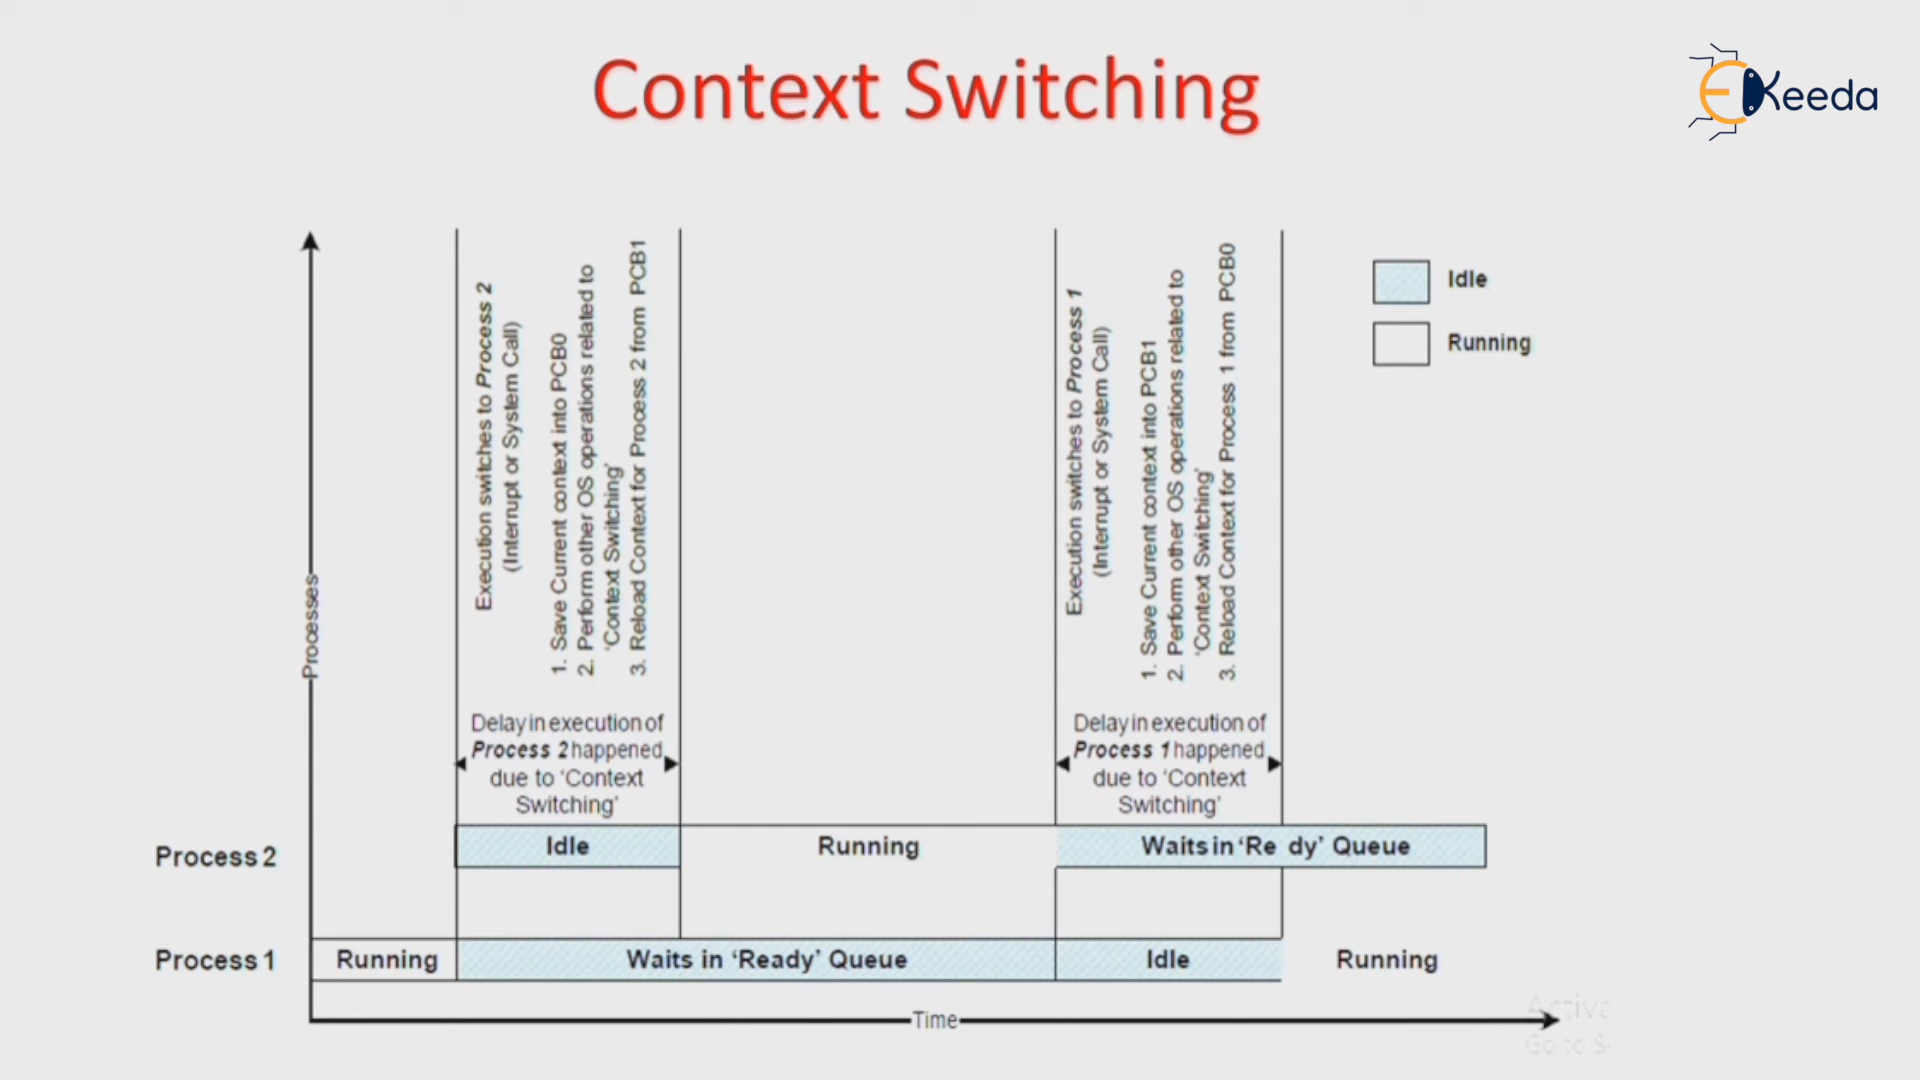 Context Switching
EKeeda
Execution switches to Process 2
(Interrupt or System Call)
1. Save Current context into PCB0
2. Perform other OS operations related to
'Context Switching'
3. Reload Context for Process 2 from PCB1
Execution switches to Process 1
(Interrupt or System Call)
1. Save Current context into PCB1
2. Perform other OS operations related to
'Context Switching'
3. Reload Context for Process 1 from PCB0
Idle
Running
Processes
Delay in execution of
Process 2 happened
due to 'Context
Switching'
Delay in execution of
Process 1 happened
due to 'Context
Switching'
Process 2
Idle
Running
Waits in 'Re dy' Queue
Process 1
Running
Waits in 'Ready' Queue
Idle
Running
Time